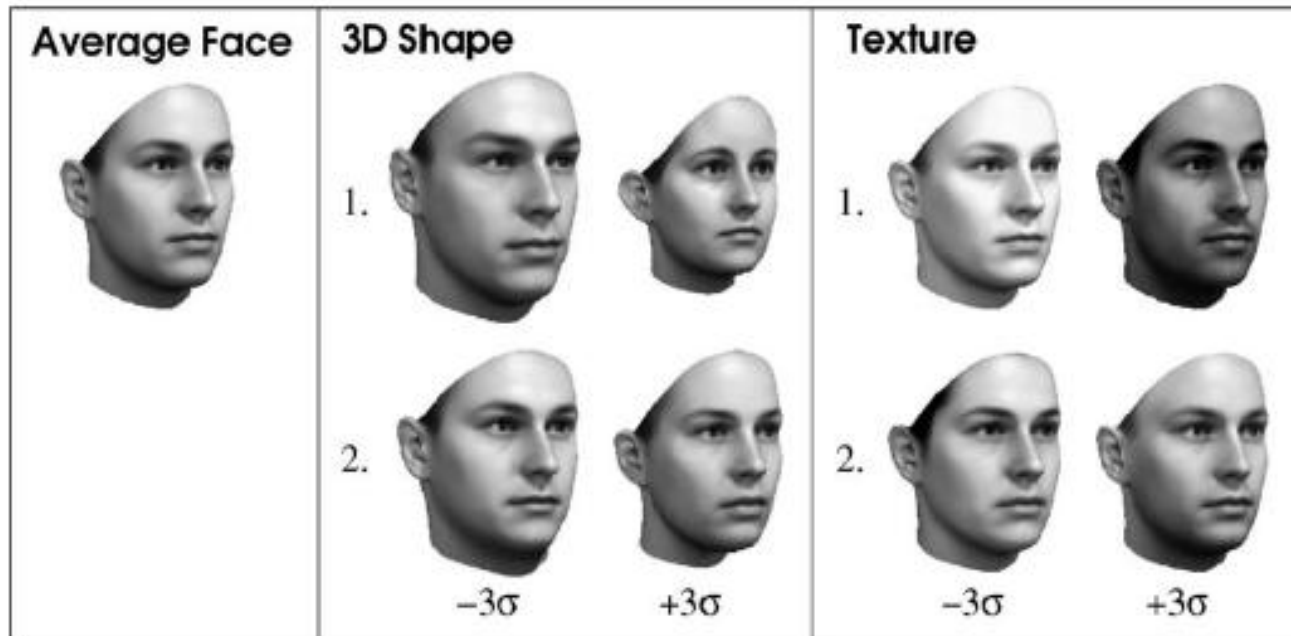 Average Face
3D Shape
Texture
1.
1.
2.
2.
−3σ
+3σ
−3σ
+3σ